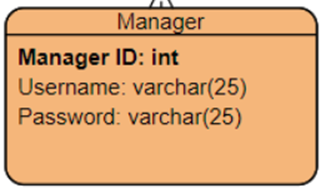 Manager
Manager ID: int
Username: varchar(25)
Password: varchar(25)